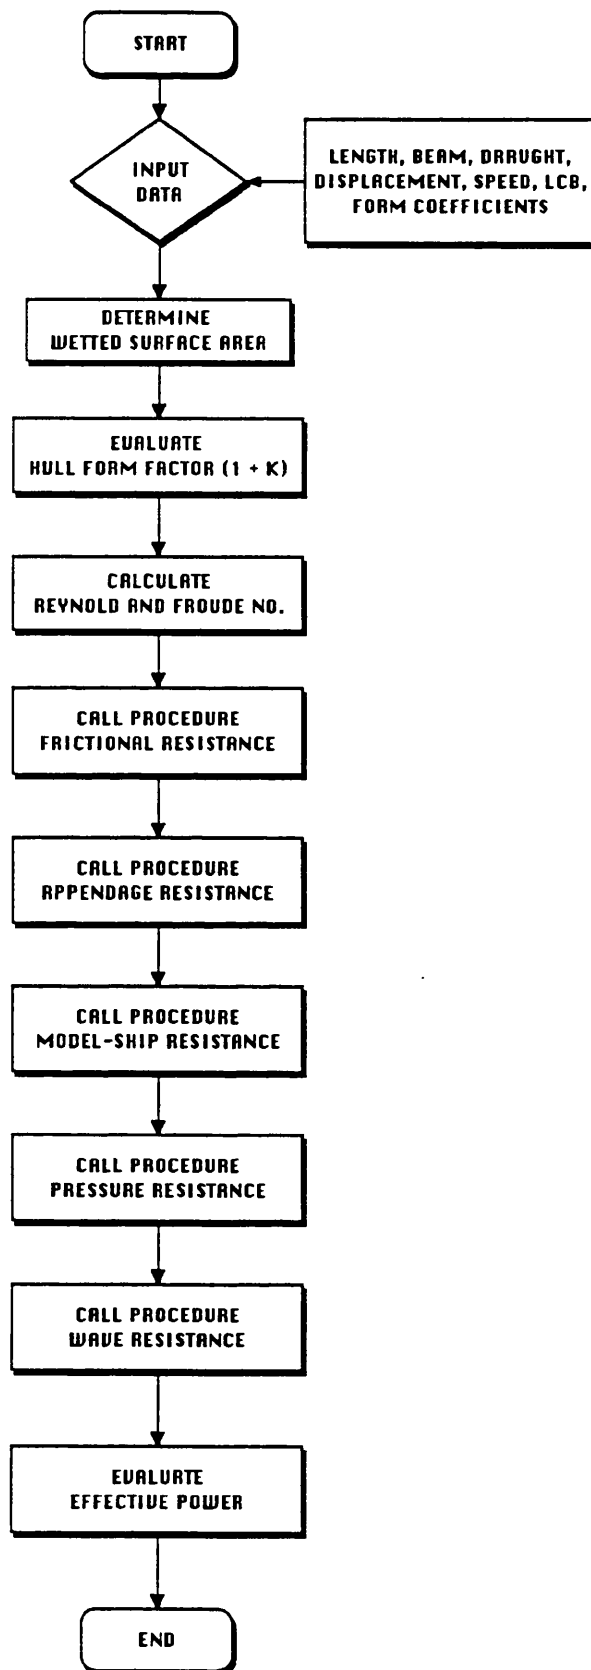 START
INPUT
DATA
LENGTH, BEAM, DRAUGHT,
DISPLACEMENT, SPEED, LCB,
FORM COEFFICIENTS
DETERMINE
WETTED SURFACE AREA
EVALUATE
HULL FORM FACTOR (1 + K)
CALCULATE
REYNOLD AND FROUDE NO.
CALL PROCEDURE
FRICTIONAL RESISTANCE
CALL PROCEDURE
APPENDAGE RESISTANCE
CALL PROCEDURE
MODEL-SHIP RESISTANCE
CALL PROCEDURE
PRESSURE RESISTANCE
CALL PROCEDURE
WAVE RESISTANCE
EVALUATE
EFFECTIVE POWER
END